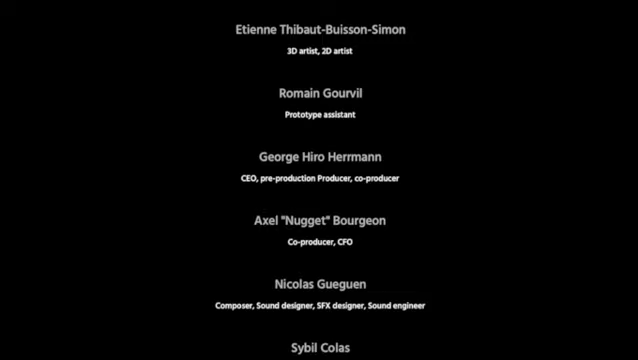 Etienne Thibaut-Buisson-Simon
3D artist, 2D artist
Romain Gourvil
Prototype assistant
George Hiro Herrmann
CEO, pre-production Producer, co-producer
Axel "Nugget" Bourgeon
Co-producer, CFO
Nicolas Gueguen
Composer, Sound designer, SFX designer, Sound engineer
Sybil Colas